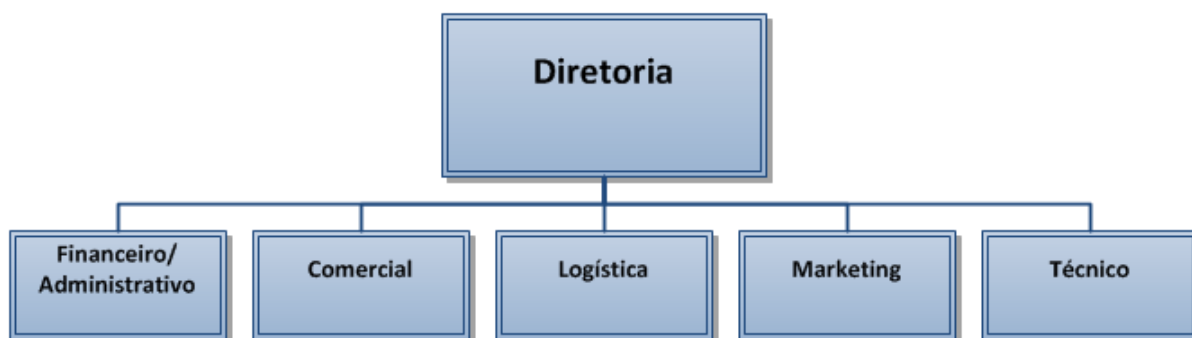 Diretoria
Financeiro/
Administrativo
Comercial
Logística
Marketing
Técnico